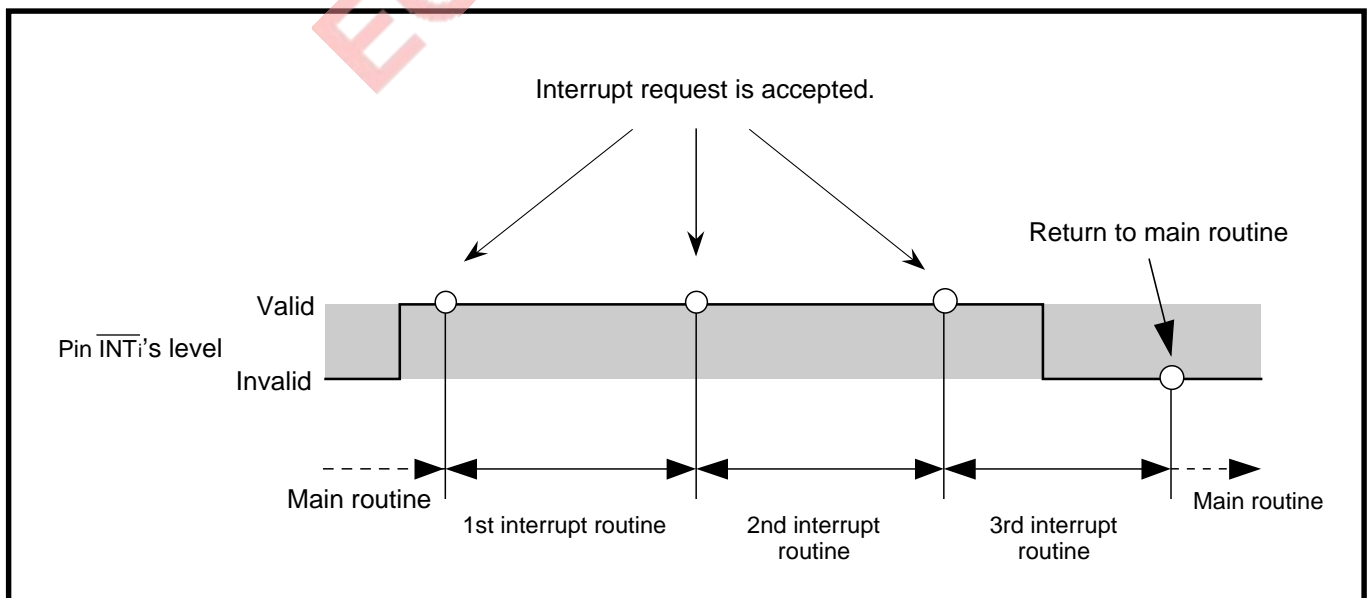 Interrupt request is accepted.
Return to main routine
Valid
Pin INTi's level
Invalid
Main routine
1st interrupt routine
2nd interrupt
routine
3rd interrupt
routine
Main routine